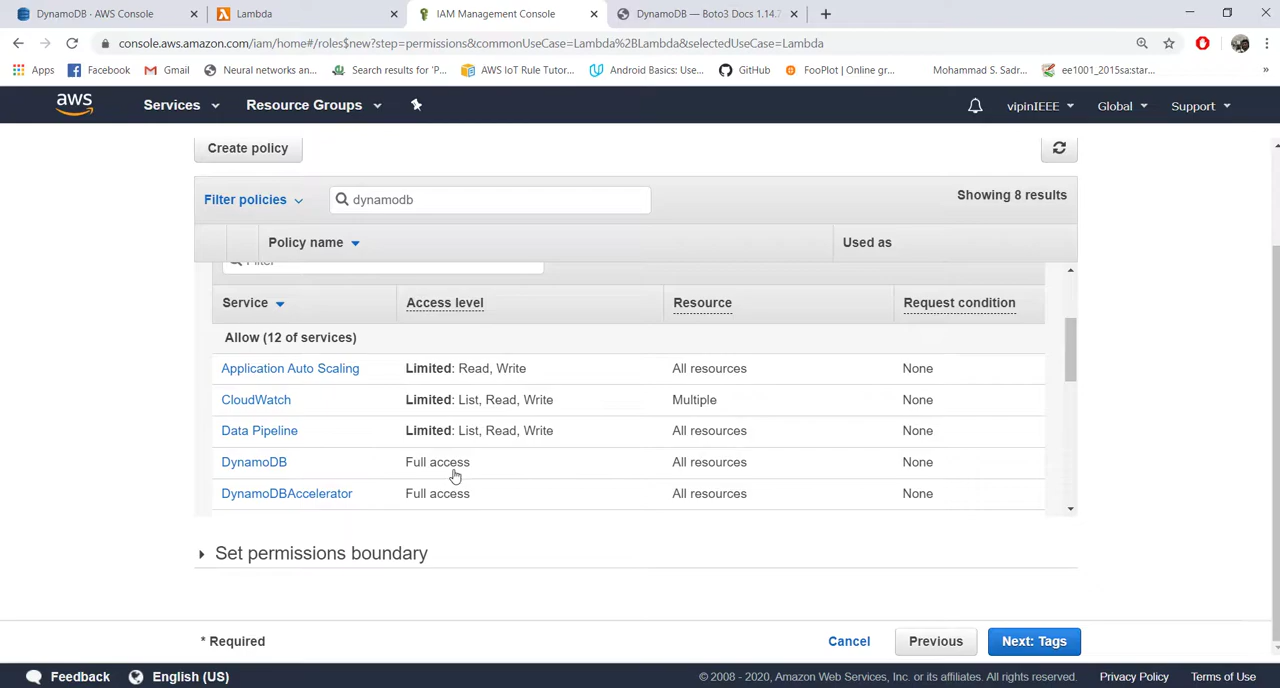 DynamoDB - AWS Console
Lambda
IAM Management Console
DynamoDB — Boto3 Docs 1.14.7
console.aws.amazon.com/iam/home#/roles$new?step=permissions&commonUseCase=Lambda%2BLambda&selectedUseCase=Lambda
Apps Facebook Gmail Neural networks an... Search results for 'P... AWS IoT Rule Tutor... Android Basics: Use... GitHub FooPlot | Online gr... Mohammad S. Sadr... ee1001_2015sa:star... »
aws Services Resource Groups vipinIEEE Global Support
Create policy
Filter policies dynamodb Showing 8 results
Policy name Used as
Service Access level Resource Request condition
Allow (12 of services)
Application Auto Scaling Limited: Read, Write All resources None
CloudWatch Limited: List, Read, Write Multiple None
Data Pipeline Limited: List, Read, Write All resources None
DynamoDB Full access All resources None
DynamoDBAccelerator Full access All resources None
Set permissions boundary
* Required Cancel Previous Next: Tags
Feedback English (US) © 2008 - 2020, Amazon Web Services, Inc. or its affiliates. All rights reserved. Privacy Policy Terms of Use